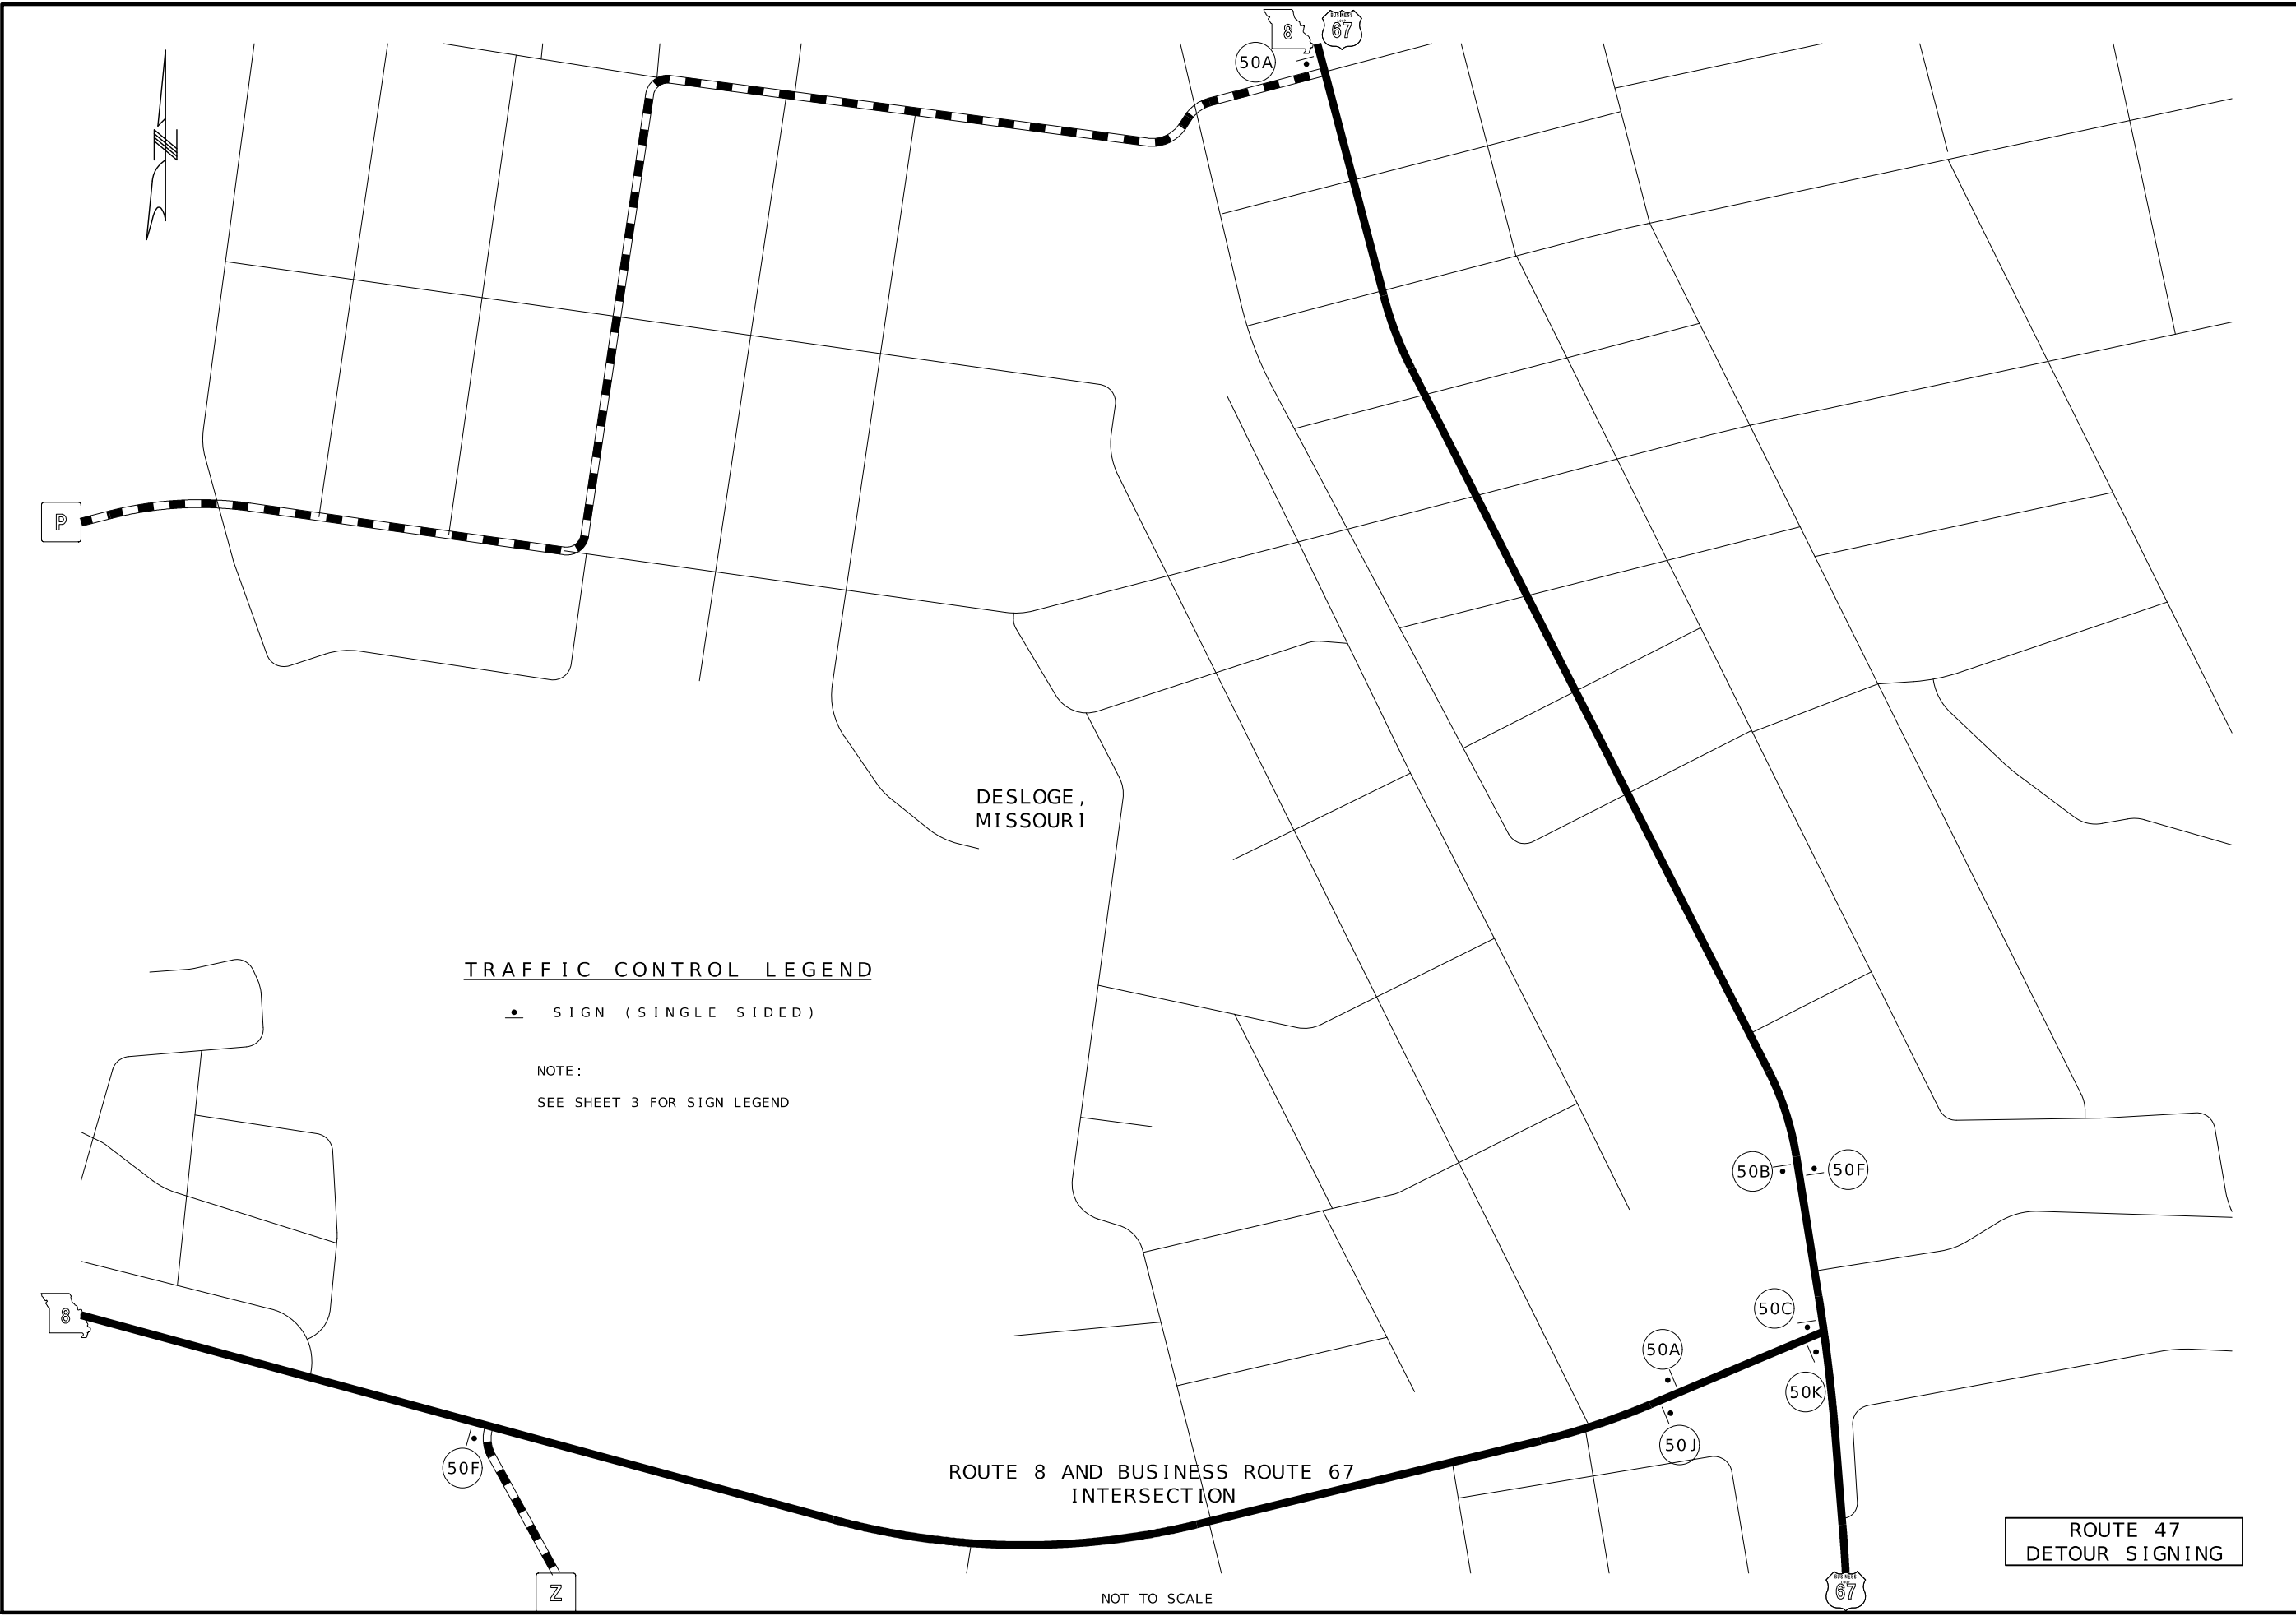 8
BUSINESS
67
50A
N
P
DESLOGE,
MISSOURI
TRAFFIC CONTROL LEGEND
SIGN (SINGLE SIDED)
NOTE:
SEE SHEET 3 FOR SIGN LEGEND
50B
50F
8
50C
50A
50K
50J
50F
ROUTE 8 AND BUSINESS ROUTE 67
INTERSECTION
ROUTE 47
DETOUR SIGNING
Z
NOT TO SCALE
BUSINESS
67